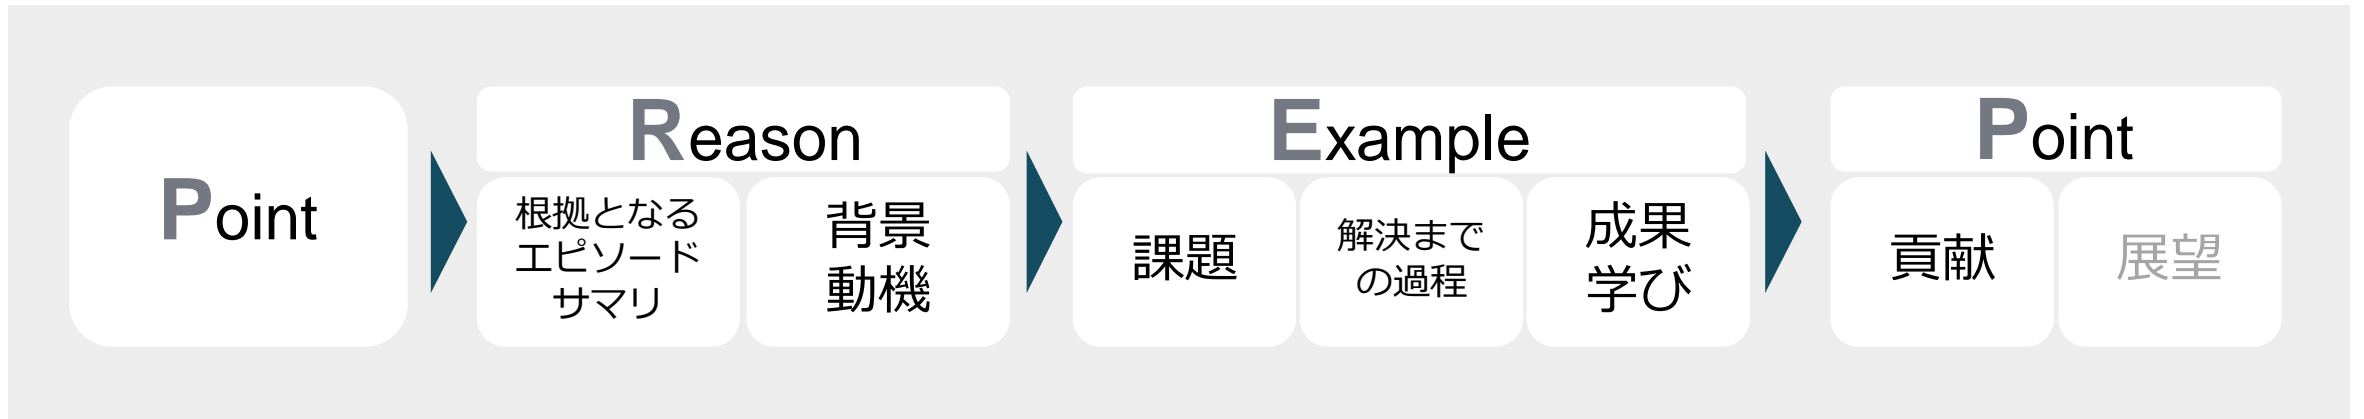 Point
Reason
根拠となる
エピソード
サマリ
背景
動機
Example
課題
解決まで
の過程
成果
学び
Point
貢献
展望